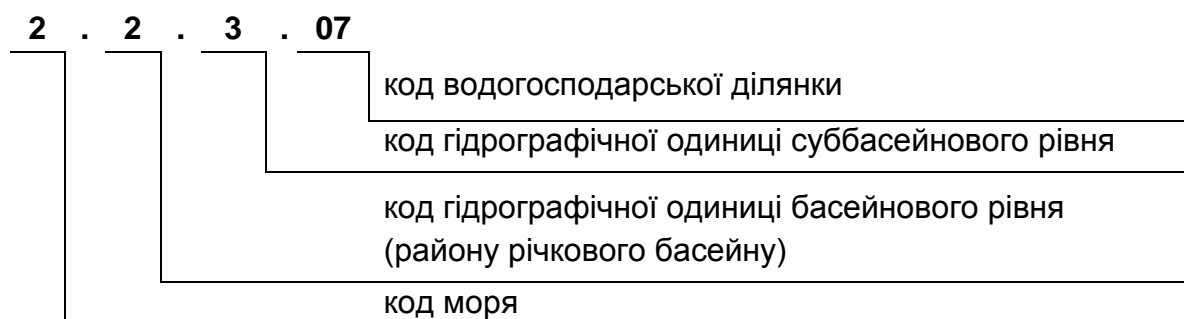 2 . 2 . 3 . 07
код водогосподарської ділянки
код гідрографічної одиниці суббасейнового рівня
код гідрографічної одиниці басейнового рівня
(району річкового басейну)
код моря